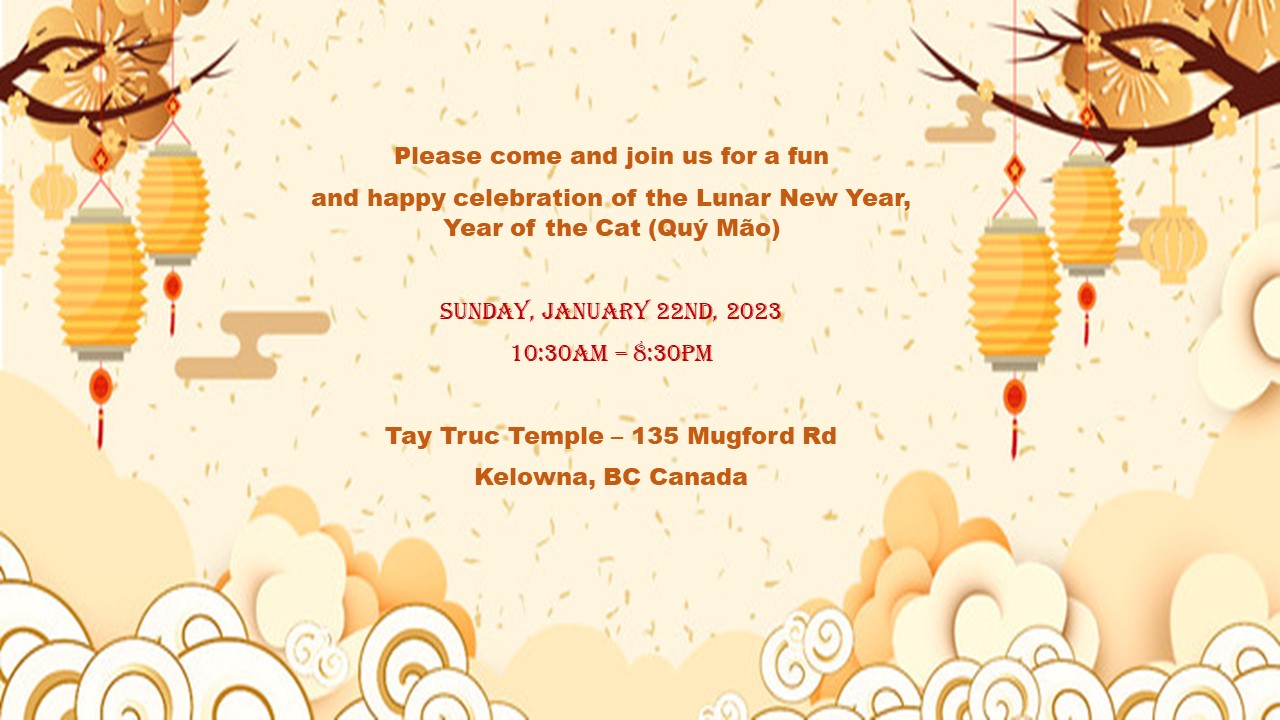 Please come and join us for a fun
and happy celebration of the Lunar New Year,
Year of the Cat (Quý Mão)
SUNDAY, JANUARY 22ND, 2023
10:30AM – 8:30PM
Tay Truc Temple – 135 Mugford Rd
Kelowna, BC Canada